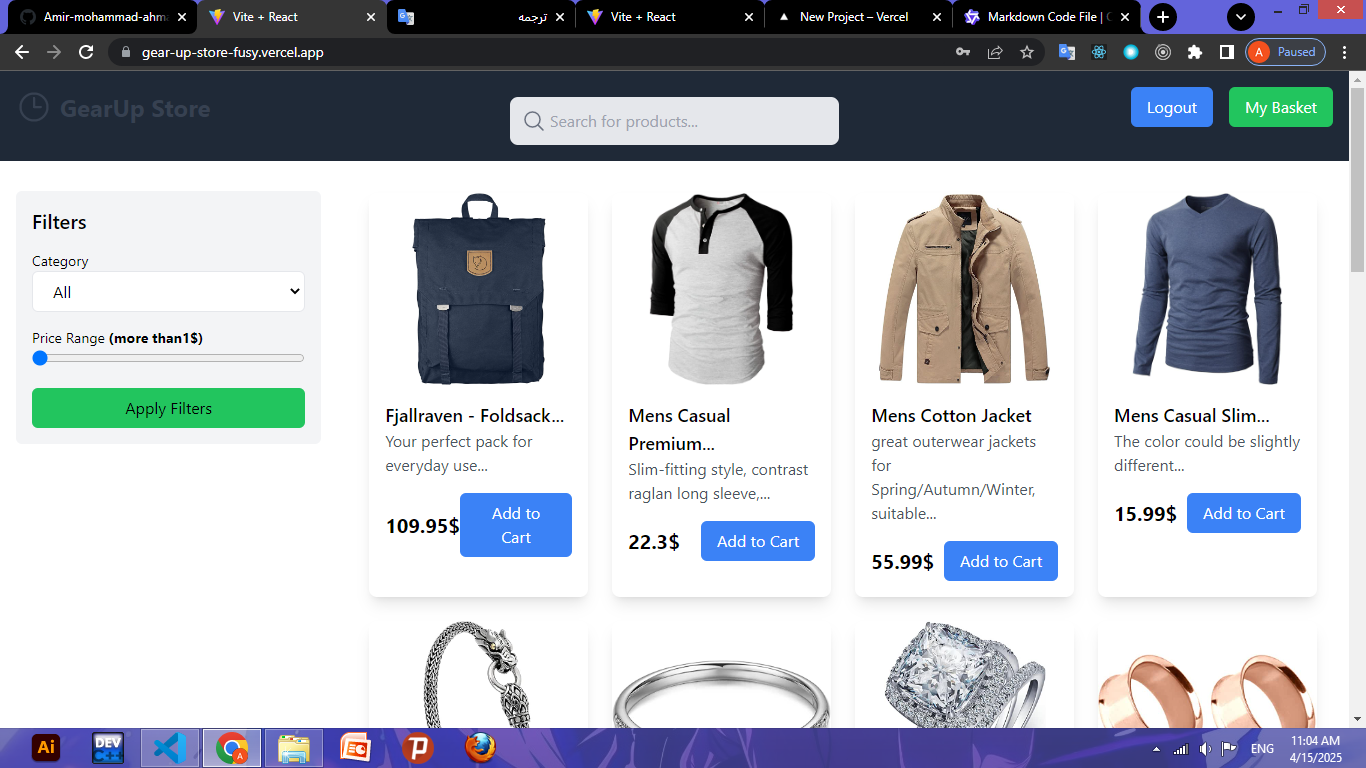 Amir-mohammad-ahma
Vite + React
ترجمه
Vite + React
New Project – Vercel
Markdown Code File |
gear-up-store-fusy.vercel.app
A
Paused
GearUp Store
Search for products...
Logout
My Basket
Filters
Category
All
Price Range (more than1$)
Apply Filters
Fjallraven - Foldsack...
Your perfect pack for
everyday use...
109.95$
Add to
Cart
Mens Casual
Premium...
Slim-fitting style, contrast
raglan long sleeve,...
22.3$
Add to Cart
Mens Cotton Jacket
great outerwear jackets
for
Spring/Autumn/Winter,
suitable...
55.99$
Add to Cart
Mens Casual Slim...
The color could be slightly
different...
15.99$
Add to Cart
Ai
DEV
C++
A
ENG
11:04 AM
4/15/2025